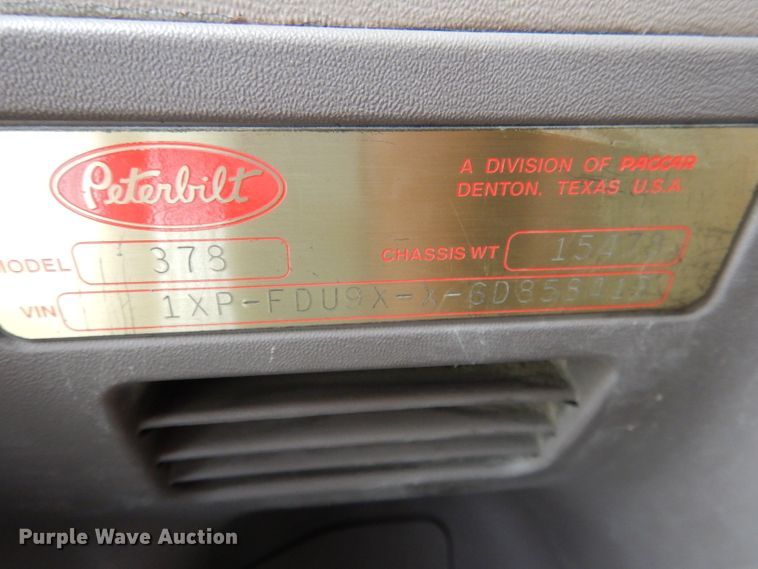 Peterbilt
A DIVISION OF PACCAR
DENTON, TEXAS U.S.A.
MODEL 378
CHASSIS WT
VIN
Purple Wave Auction